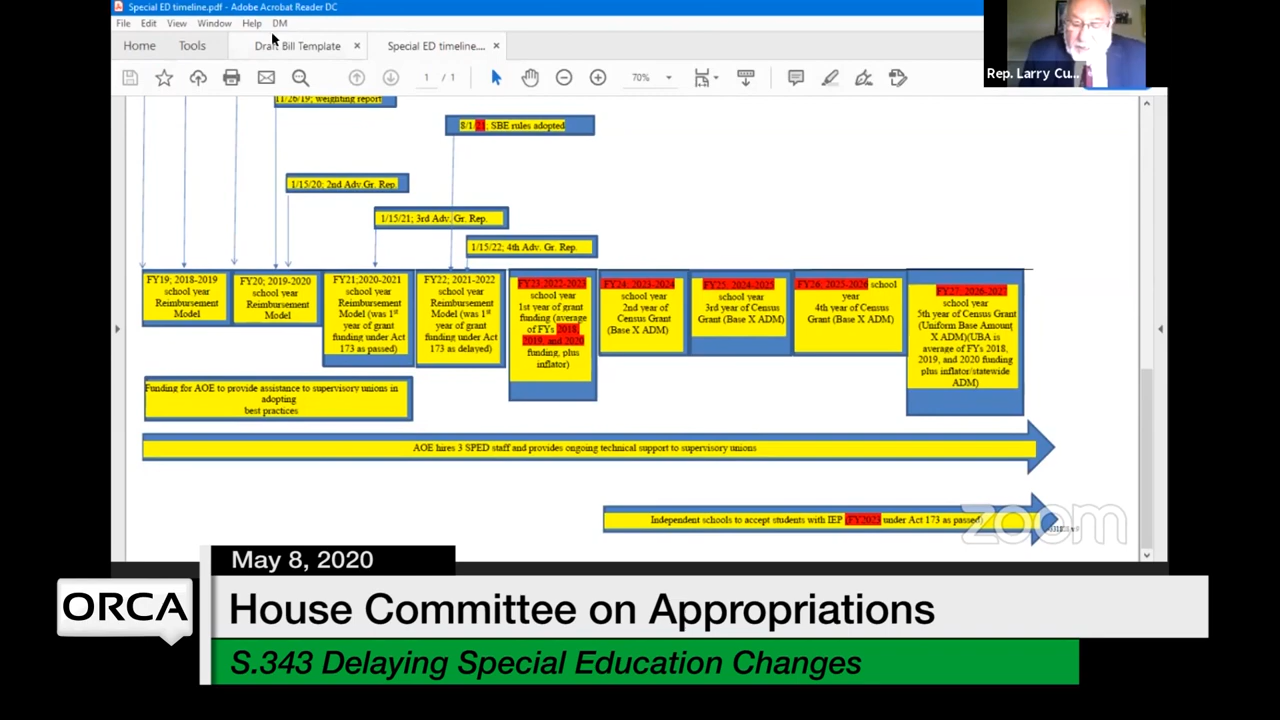 Special ED timeline.pdf - Adobe Acrobat Reader DC
File Edit View Window Help DM
Home Tools Draft Bill Template × Special ED timeline.... ×
1 / 1 70%
Rep. Larry Cu...
11/26/19; weighting report
8/1/21; SBE rules adopted
1/15/20; 2nd Adv.Gr. Rep
1/15/21; 3rd Adv. Gr. Rep.
1/15/22; 4th Adv. Gr. Rep.
FY19; 2018-2019
school year
Reimbursement
Model
FY20; 2019-2020
school year
Reimbursement
Model
FY21;2020-2021
school year
Reimbursement
Model (was 1st
year of grant
funding under Act
173 as passed)
FY22; 2021-2022
school year
Reimbursement
Model (was 1st
year of grant
funding under Act
173 as delayed)
FY23;2022-2023
school year
1st year of grant
funding (average
of FYs 2018,
2019, and 2020
funding, plus
inflator)
FY24; 2023-2024
school year
2nd year of
Census Grant
(Base X ADM)
FY25; 2024-2025
school year
3rd year of Census
Grant (Base X ADM)
FY26; 2025-2026 school
year
4th year of Census
Grant (Base X ADM)
FY27; 2026-2027
school year
5th year of Census Grant
(Uniform Base Amount
X ADM)(UBA is
average of FYs 2018,
2019, and 2020 funding
plus inflator/statewide
ADM)
Funding for AOE to provide assistance to supervisory unions in
adopting
best practices
AOE hires 3 SPED staff and provides ongoing technical support to supervisory unions
Independent schools to accept students with IEP (FY2023 under Act 173 as passed)
zoom
May 8, 2020
ORCA
House Committee on Appropriations
S.343 Delaying Special Education Changes